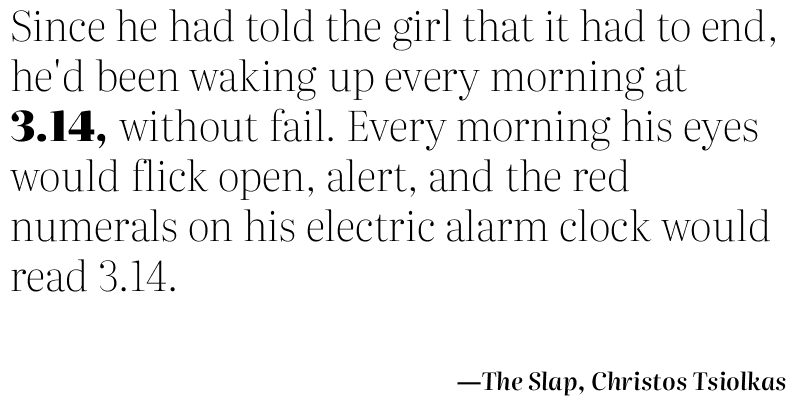 Since he had told the girl that it had to end,
he'd been waking up every morning at
3.14, without fail. Every morning his eyes
would flick open, alert, and the red
numerals on his electric alarm clock would
read 3.14.
—The Slap, Christos Tsiolkas